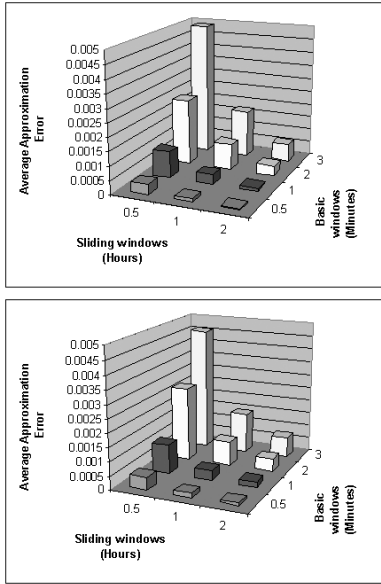 0.005
0.0045
0.004
0.0035
0.003
0.0025
0.002
0.0015
0.001
0.0005
0
Average Approximation
Error
0.5
1
2
Sliding windows
(Hours)
0.5
1
2
3
Basic
windows
(Minutes)
0.005
0.0045
0.004
0.0035
0.003
0.0025
0.002
0.0015
0.001
0.0005
0
Average Approximation
Error
0.5
1
2
Sliding windows
(Hours)
0.5
1
2
3
Basic
windows
(Minutes)